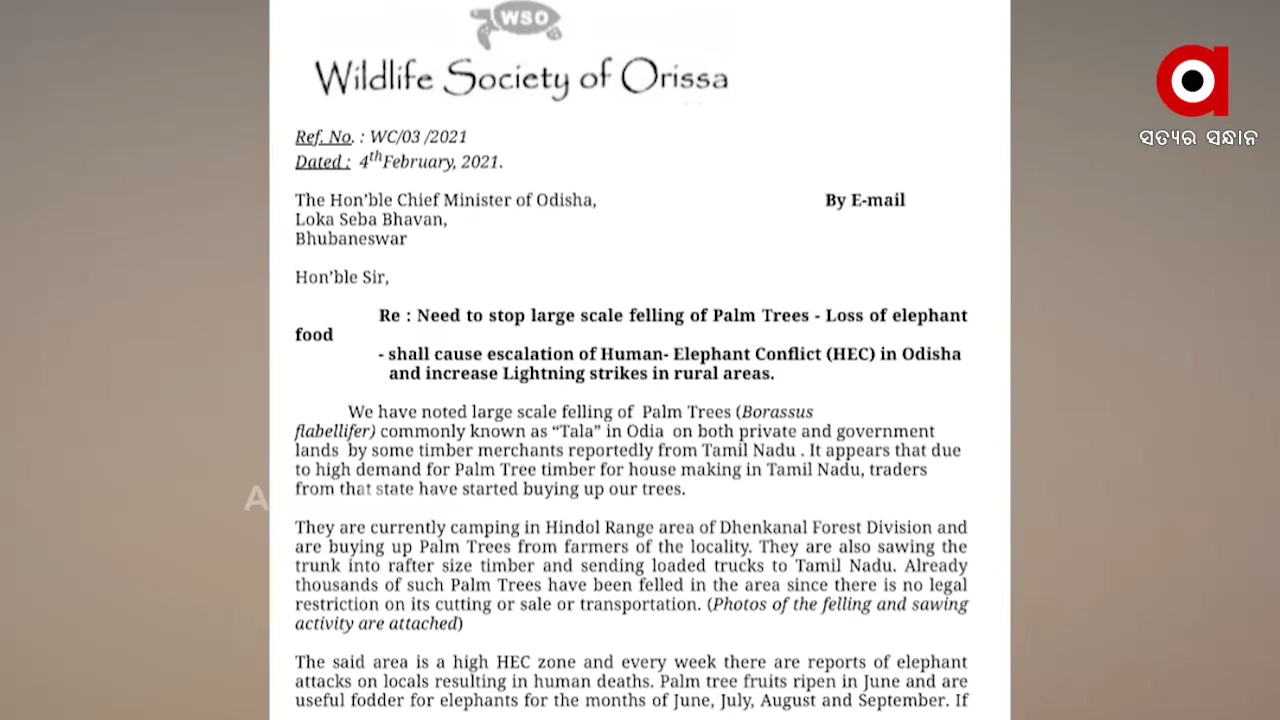 WSO
Wildlife Society of Orissa
ସତ୍ୟର ସନ୍ଧାନ
Ref. No. : WC/03 /2021
Dated : 4thFebruary, 2021.
The Hon'ble Chief Minister of Odisha, By E-mail
Loka Seba Bhavan,
Bhubaneswar
Hon'ble Sir,
Re : Need to stop large scale felling of Palm Trees - Loss of elephant
food
- shall cause escalation of Human- Elephant Conflict (HEC) in Odisha
and increase Lightning strikes in rural areas.
We have noted large scale felling of Palm Trees (Borassus
flabellifer) commonly known as “Tala” in Odia on both private and government
lands by some timber merchants reportedly from Tamil Nadu . It appears that due
to high demand for Palm Tree timber for house making in Tamil Nadu, traders
from that state have started buying up our trees.
They are currently camping in Hindol Range area of Dhenkanal Forest Division and
are buying up Palm Trees from farmers of the locality. They are also sawing the
trunk into rafter size timber and sending loaded trucks to Tamil Nadu. Already
thousands of such Palm Trees have been felled in the area since there is no legal
restriction on its cutting or sale or transportation. (Photos of the felling and sawing
activity are attached)
The said area is a high HEC zone and every week there are reports of elephant
attacks on locals resulting in human deaths. Palm tree fruits ripen in June and are
useful fodder for elephants for the months of June, July, August and September. If